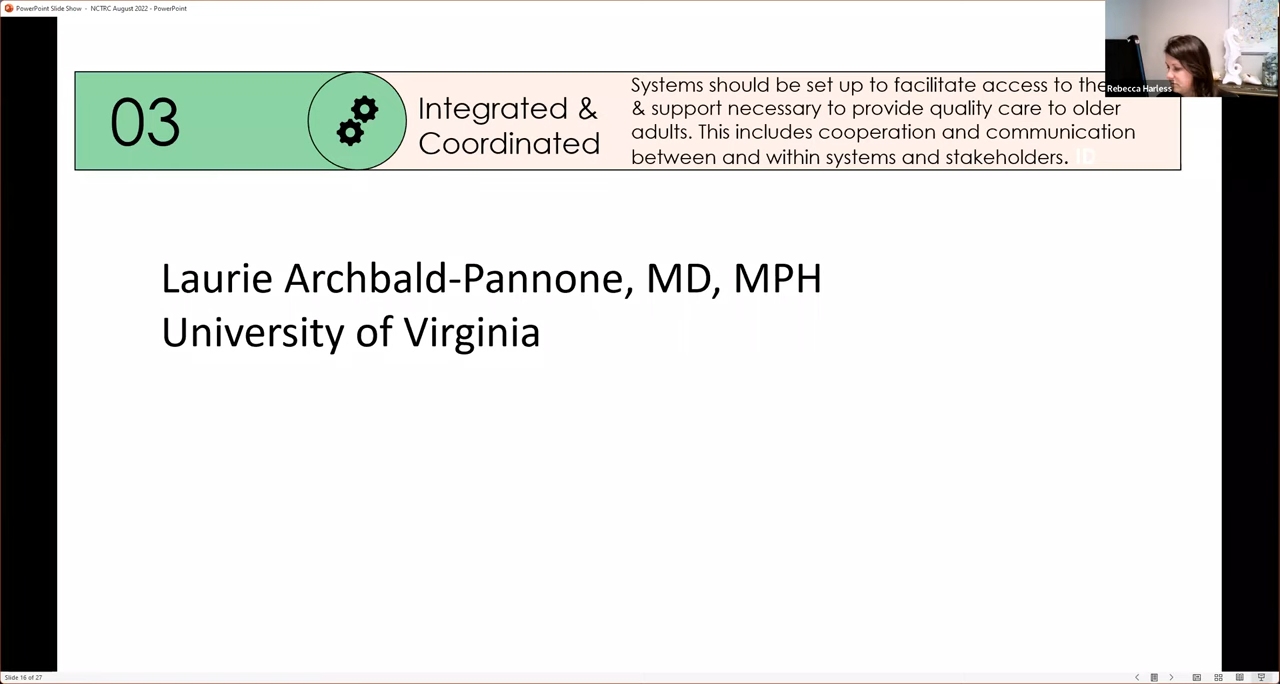 PowerPoint Slide Show - NCTRC August 2022 - PowerPoint
Rebecca Harless
03
Integrated &
Coordinated
Systems should be set up to facilitate access to the
& support necessary to provide quality care to older
adults. This includes cooperation and communication
between and within systems and stakeholders. ID
Laurie Archbald-Pannone, MD, MPH
University of Virginia
Slide 16 of 27